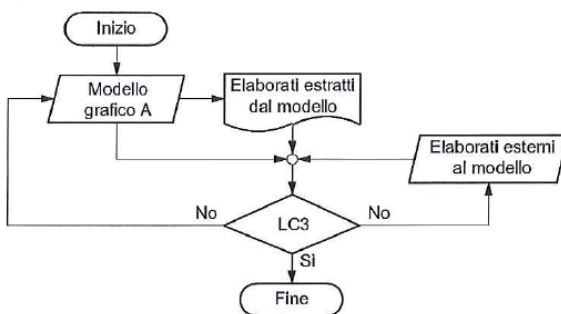 Inizio
Modello
grafico A
Elaborati estratti
dal modello
Elaborati esterni
al modello
No
LC3
No
Sì
Fine